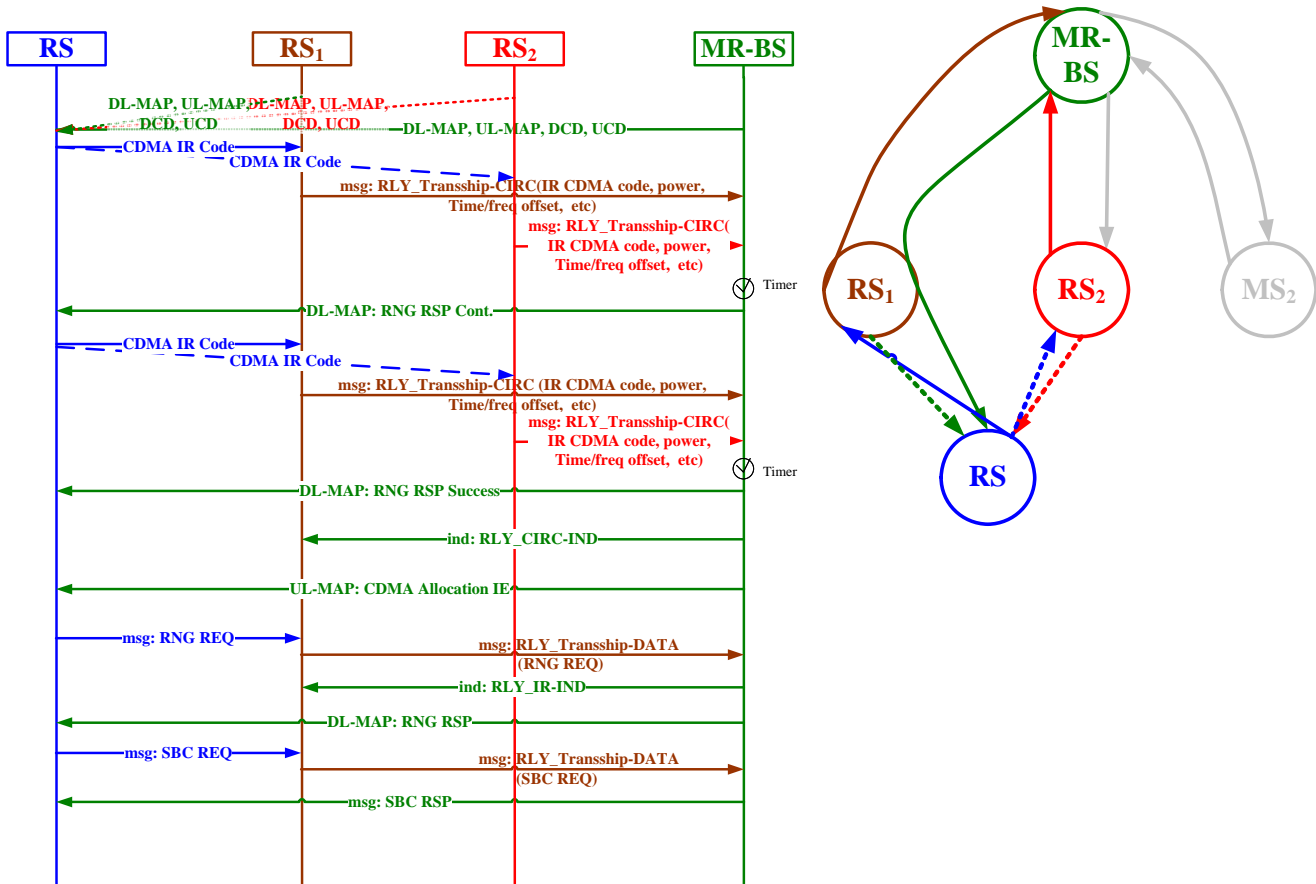 RS
RS1
RS2
MR-BS
DL-MAP, UL-MAP,
DCD, UCD
DL-MAP, UL-MAP,
DCD, UCD
DL-MAP, UL-MAP, DCD, UCD
CDMA IR Code
CDMA IR Code
msg: RLY_Transship-CIRC(IR CDMA code, power,
Time/freq offset, etc)
msg: RLY_Transship-CIRC(
IR CDMA code, power,
Time/freq offset, etc)
Timer
DL-MAP: RNG RSP Cont.
CDMA IR Code
CDMA IR Code
msg: RLY_Transship-CIRC (IR CDMA code, power,
Time/freq offset, etc)
msg: RLY_Transship-CIRC(
IR CDMA code, power,
Time/freq offset, etc)
Timer
DL-MAP: RNG RSP Success
ind: RLY_CIRC-IND
UL-MAP: CDMA Allocation IE
msg: RNG REQ
msg: RLY_Transship-DATA
(RNG REQ)
ind: RLY_IR-IND
DL-MAP: RNG RSP
msg: SBC REQ
msg: RLY_Transship-DATA
(SBC REQ)
msg: SBC RSP
MR-
BS
RS1
RS2
MS2
RS